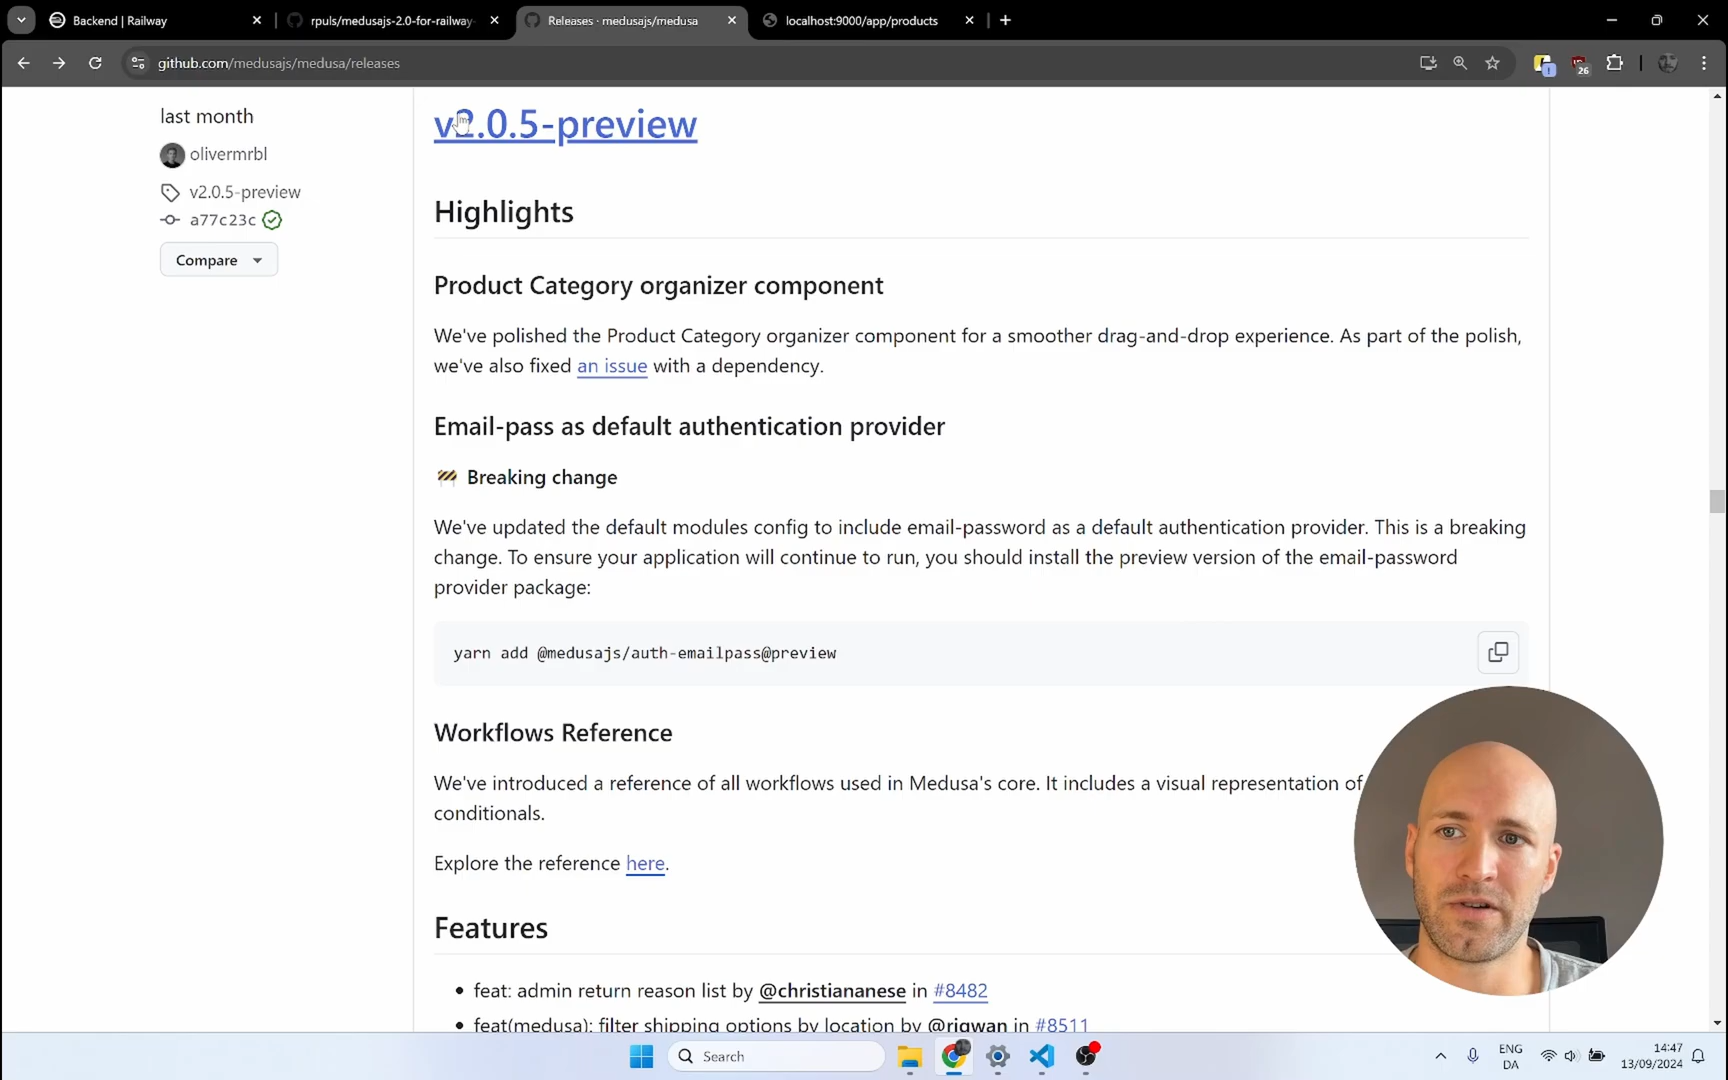 Backend | Railway
rpuls/medusajs-2.0-for-railway-
Releases · medusajs/medusa
localhost:9000/app/products
github.com/medusajs/medusa/releases
26
last month
olivermrbl
v2.0.5-preview
a77c23c
Compare
v2.0.5-preview
Highlights
Product Category organizer component
We've polished the Product Category organizer component for a smoother drag-and-drop experience. As part of the polish,
we've also fixed an issue with a dependency.
Email-pass as default authentication provider
🚧 Breaking change
We've updated the default modules config to include email-password as a default authentication provider. This is a breaking
change. To ensure your application will continue to run, you should install the preview version of the email-password
provider package:
yarn add @medusajs/auth-emailpass@preview
Workflows Reference
We've introduced a reference of all workflows used in Medusa's core. It includes a visual representation of
conditionals.
Explore the reference here.
Features
• feat: admin return reason list by @christiananese in #8482
• feat(medusa): filter shipping options by location by @riqwan in #8511
Search
ENG
DA
14:47
13/09/2024